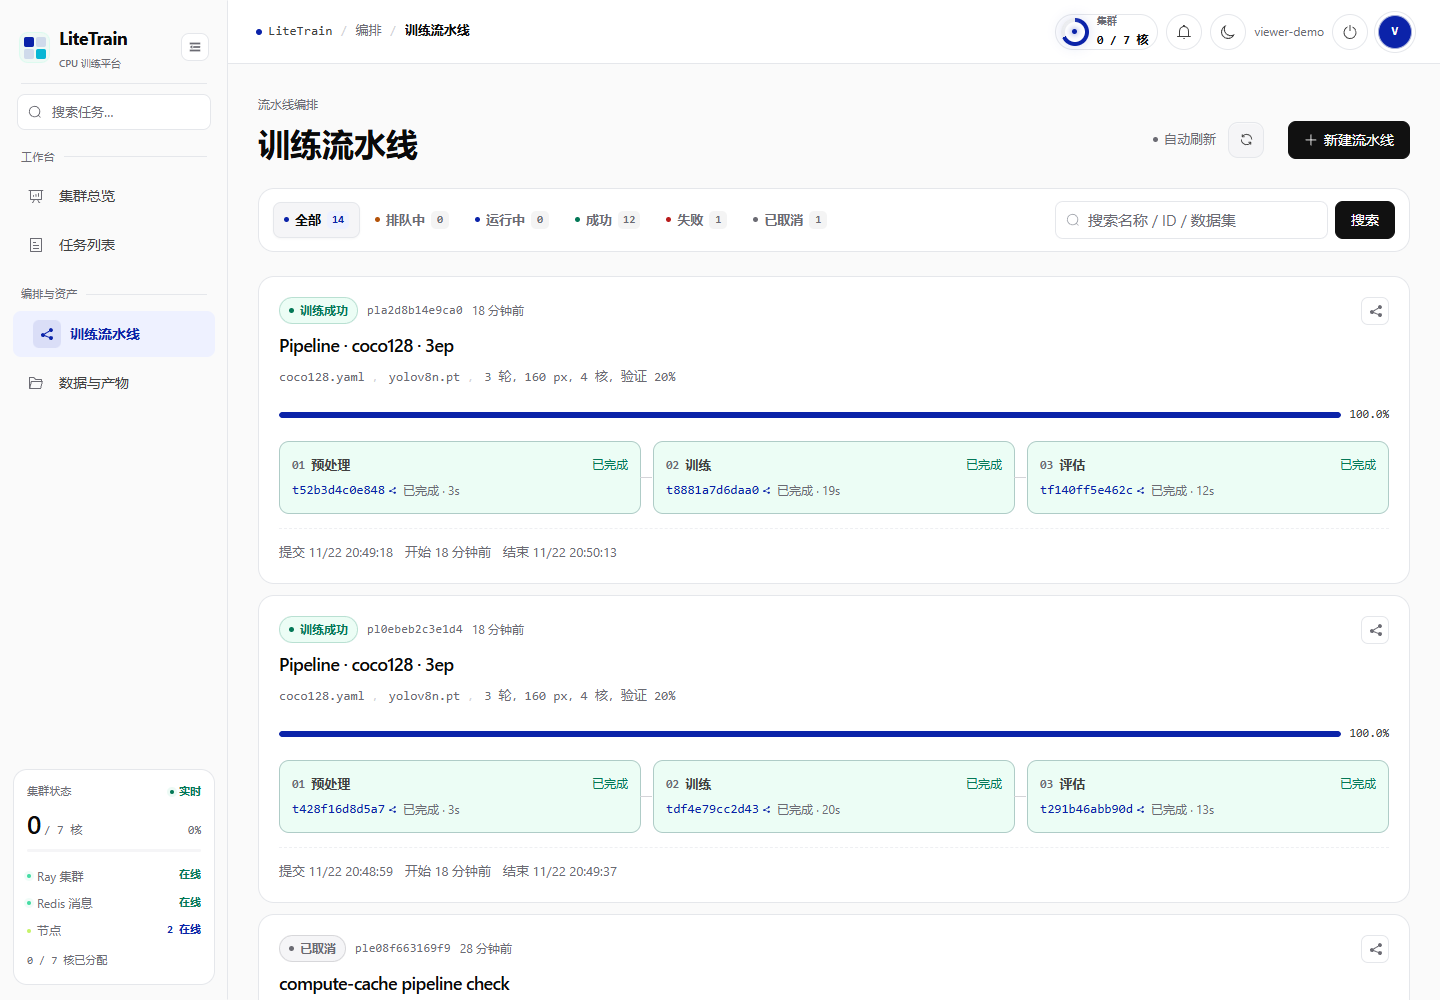 LiteTrain
CPU 训练平台
搜索任务...
工作台
集群总览
任务列表
编排与资产
训练流水线
数据与产物
集群状态 实时
0 / 7 核 0%
Ray 集群 在线
Redis 消息 在线
节点 2 在线
0 / 7 核已分配
LiteTrain / 编排 / 训练流水线
集群
0 / 7 核
viewer-demo
V
流水线编排
训练流水线
自动刷新
新建流水线
全部 14 排队中 0 运行中 0 成功 12 失败 1 已取消 1
搜索名称 / ID / 数据集
搜索
训练成功 pla2d8b14e9ca0 18 分钟前
Pipeline · coco128 · 3ep
coco128.yaml , yolov8n.pt , 3 轮, 160 px, 4 核, 验证 20%
100.0%
01 预处理 已完成
t52b3d4c0e848 已完成 · 3s
02 训练 已完成
t8881a7d6daa0 已完成 · 19s
03 评估 已完成
tf140ff5e462c 已完成 · 12s
提交 11/22 20:49:18 开始 18 分钟前 结束 11/22 20:50:13
训练成功 pl0ebeb2c3e1d4 18 分钟前
Pipeline · coco128 · 3ep
coco128.yaml , yolov8n.pt , 3 轮, 160 px, 4 核, 验证 20%
100.0%
01 预处理 已完成
t428f16d8d5a7 已完成 · 3s
02 训练 已完成
tdf4e79cc2d43 已完成 · 20s
03 评估 已完成
t291b46abb90d 已完成 · 13s
提交 11/22 20:48:59 开始 18 分钟前 结束 11/22 20:49:37
已取消 ple08f663169f9 28 分钟前
compute-cache pipeline check